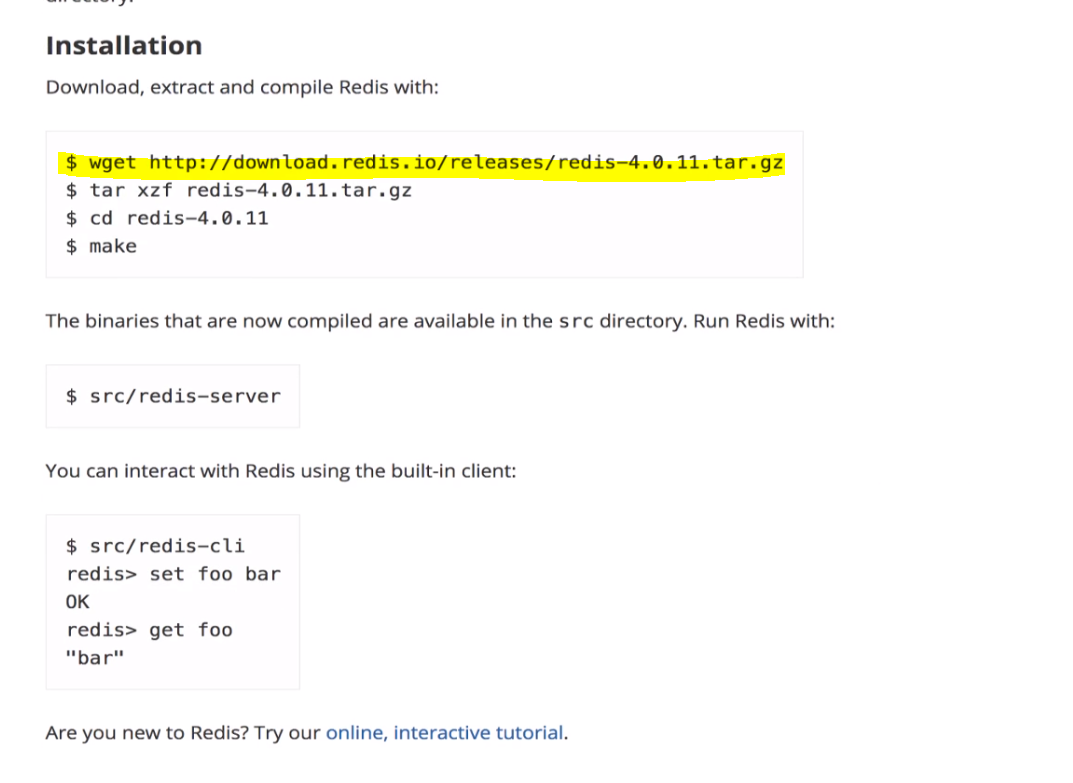 directory.
Installation
Download, extract and compile Redis with:
$ wget http://download.redis.io/releases/redis-4.0.11.tar.gz
$ tar xzf redis-4.0.11.tar.gz
$ cd redis-4.0.11
$ make
The binaries that are now compiled are available in the src directory. Run Redis with:
$ src/redis-server
You can interact with Redis using the built-in client:
$ src/redis-cli
redis> set foo bar
OK
redis> get foo
"bar"
Are you new to Redis? Try our online, interactive tutorial.